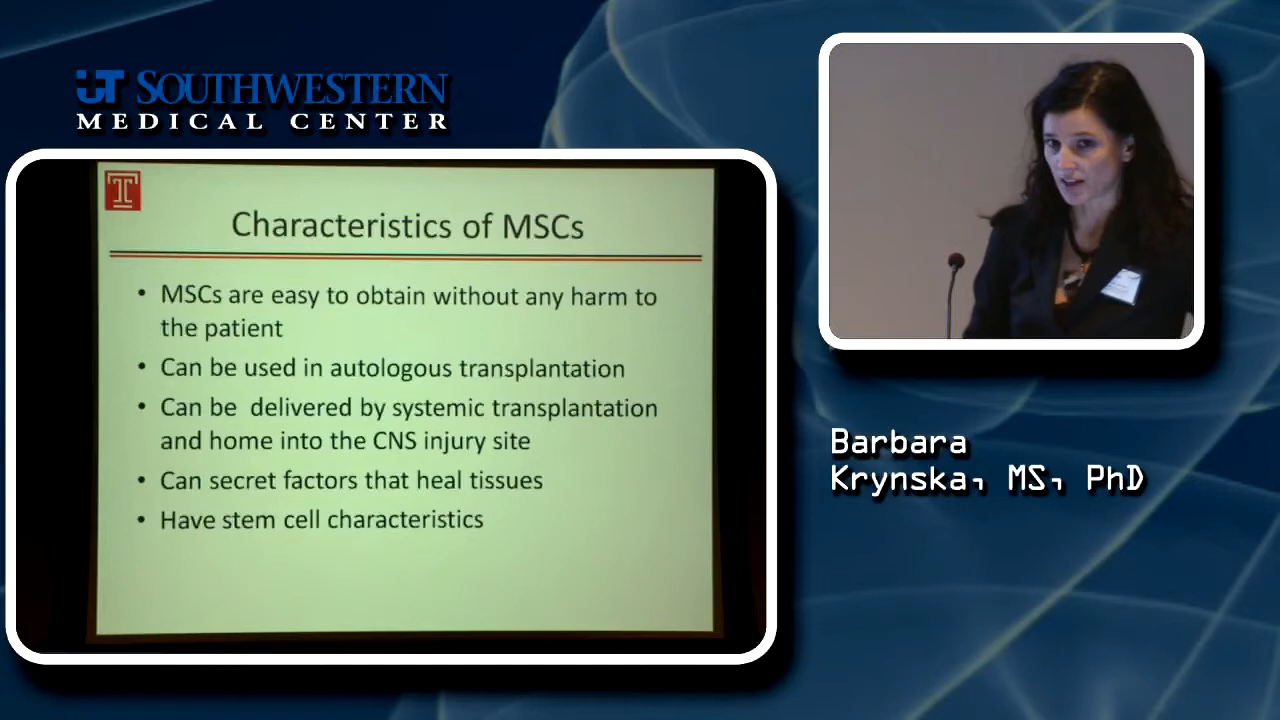 UT SOUTHWESTERN
MEDICAL CENTER
T
Characteristics of MSCs
• MSCs are easy to obtain without any harm to
the patient
• Can be used in autologous transplantation
• Can be delivered by systemic transplantation
and home into the CNS injury site
• Can secret factors that heal tissues
• Have stem cell characteristics
Barbara
Krynska, MS, PhD